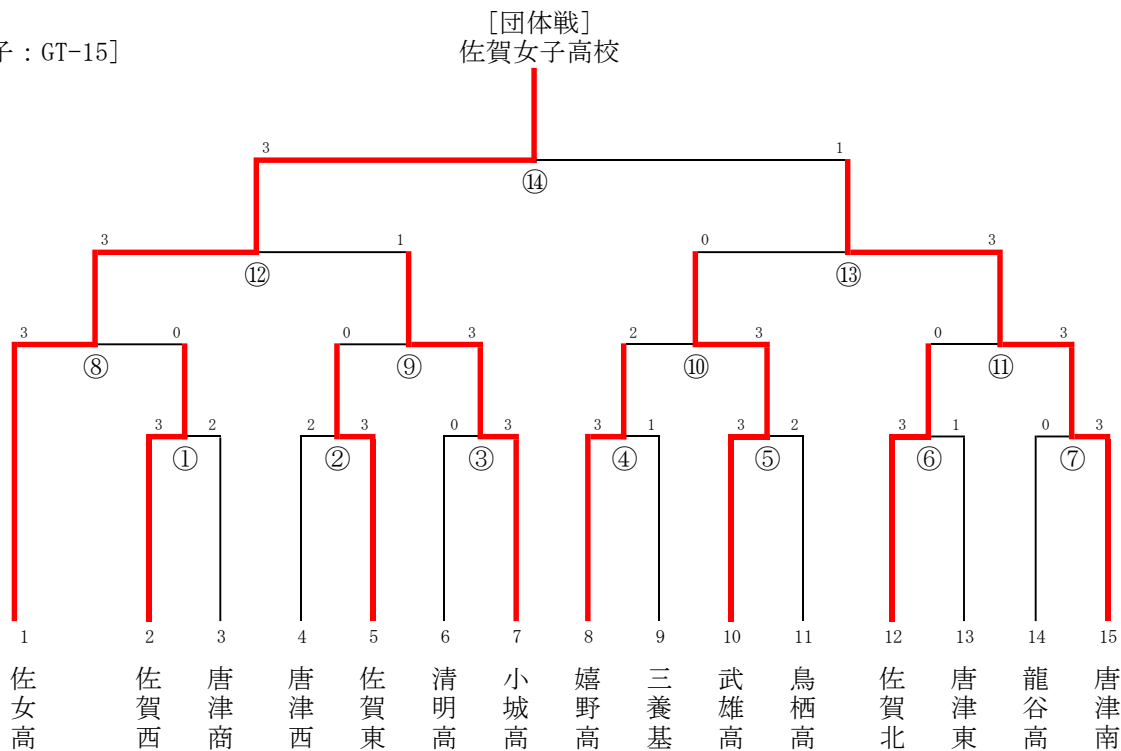 [団体戦]
子：GT-15]
佐賀女子高校
3 1
⑭
3 1 0 3
⑫ ⑬
3 0 0 3 2 3 0 3
⑧ ⑨ ⑩ ⑪
3 2 2 3 0 3 3 1 3 2 3 1 0 3
① ② ③ ④ ⑤ ⑥ ⑦
1 2 3 4 5 6 7 8 9 10 11 12 13 14 15
佐女高
佐賀西
唐津商
唐津西
佐賀東
清明高
小城高
嬉野高
三養基
武雄高
鳥栖高
佐賀北
唐津東
龍谷高
唐津南